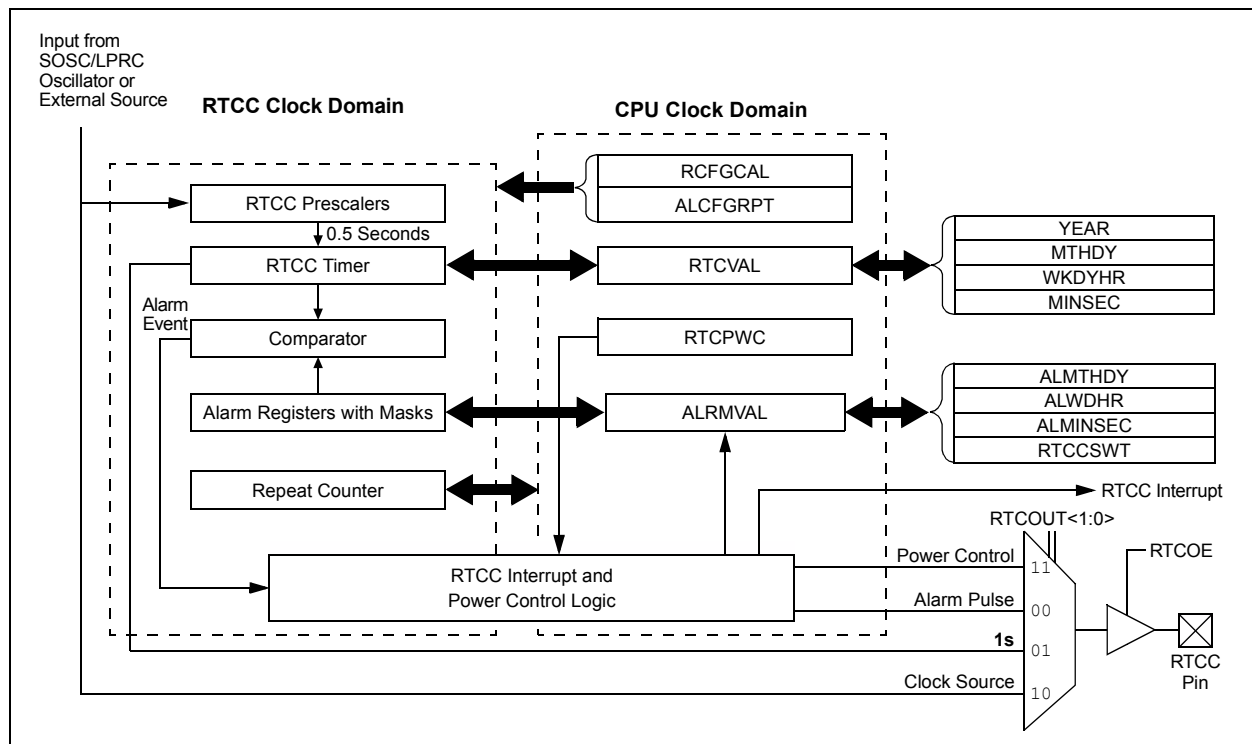 Input from
SOSC/LPRC
Oscillator or
External Source
RTCC Clock Domain
CPU Clock Domain
RCFGCAL
ALCFGRPT
RTCC Prescalers
0.5 Seconds
RTCC Timer
RTCVAL
YEAR
MTHDY
WKDYHR
MINSEC
Alarm
Event
Comparator
RTCPWC
Alarm Registers with Masks
ALRMVAL
ALMTHDY
ALWDHR
ALMINSEC
RTCCSWT
Repeat Counter
RTCC Interrupt
RTCOUT<1:0>
RTCC Interrupt and
Power Control Logic
Power Control
11
RTCOE
Alarm Pulse
00
1s
01
Clock Source
10
RTCC
Pin